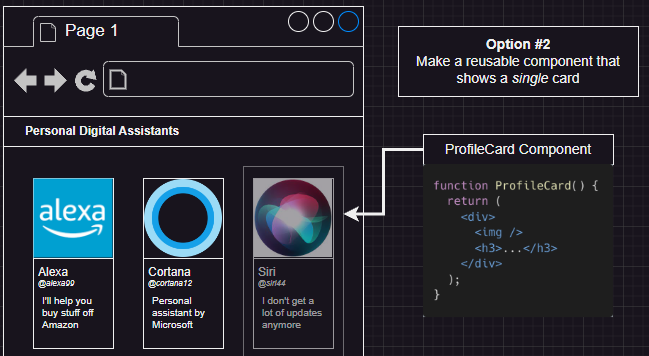 Page 1
Personal Digital Assistants
alexa
Alexa
@alexa99
I'll help you
buy stuff off
Amazon
Cortana
@cortana12
Personal
assistant by
Microsoft
Siri
@siri44
I don't get a
lot of updates
anymore
Option #2
Make a reusable component that
shows a single card
ProfileCard Component
function ProfileCard() {
  return (
    <div>
      <img />
      <h3>...</h3>
    </div>
  );
}